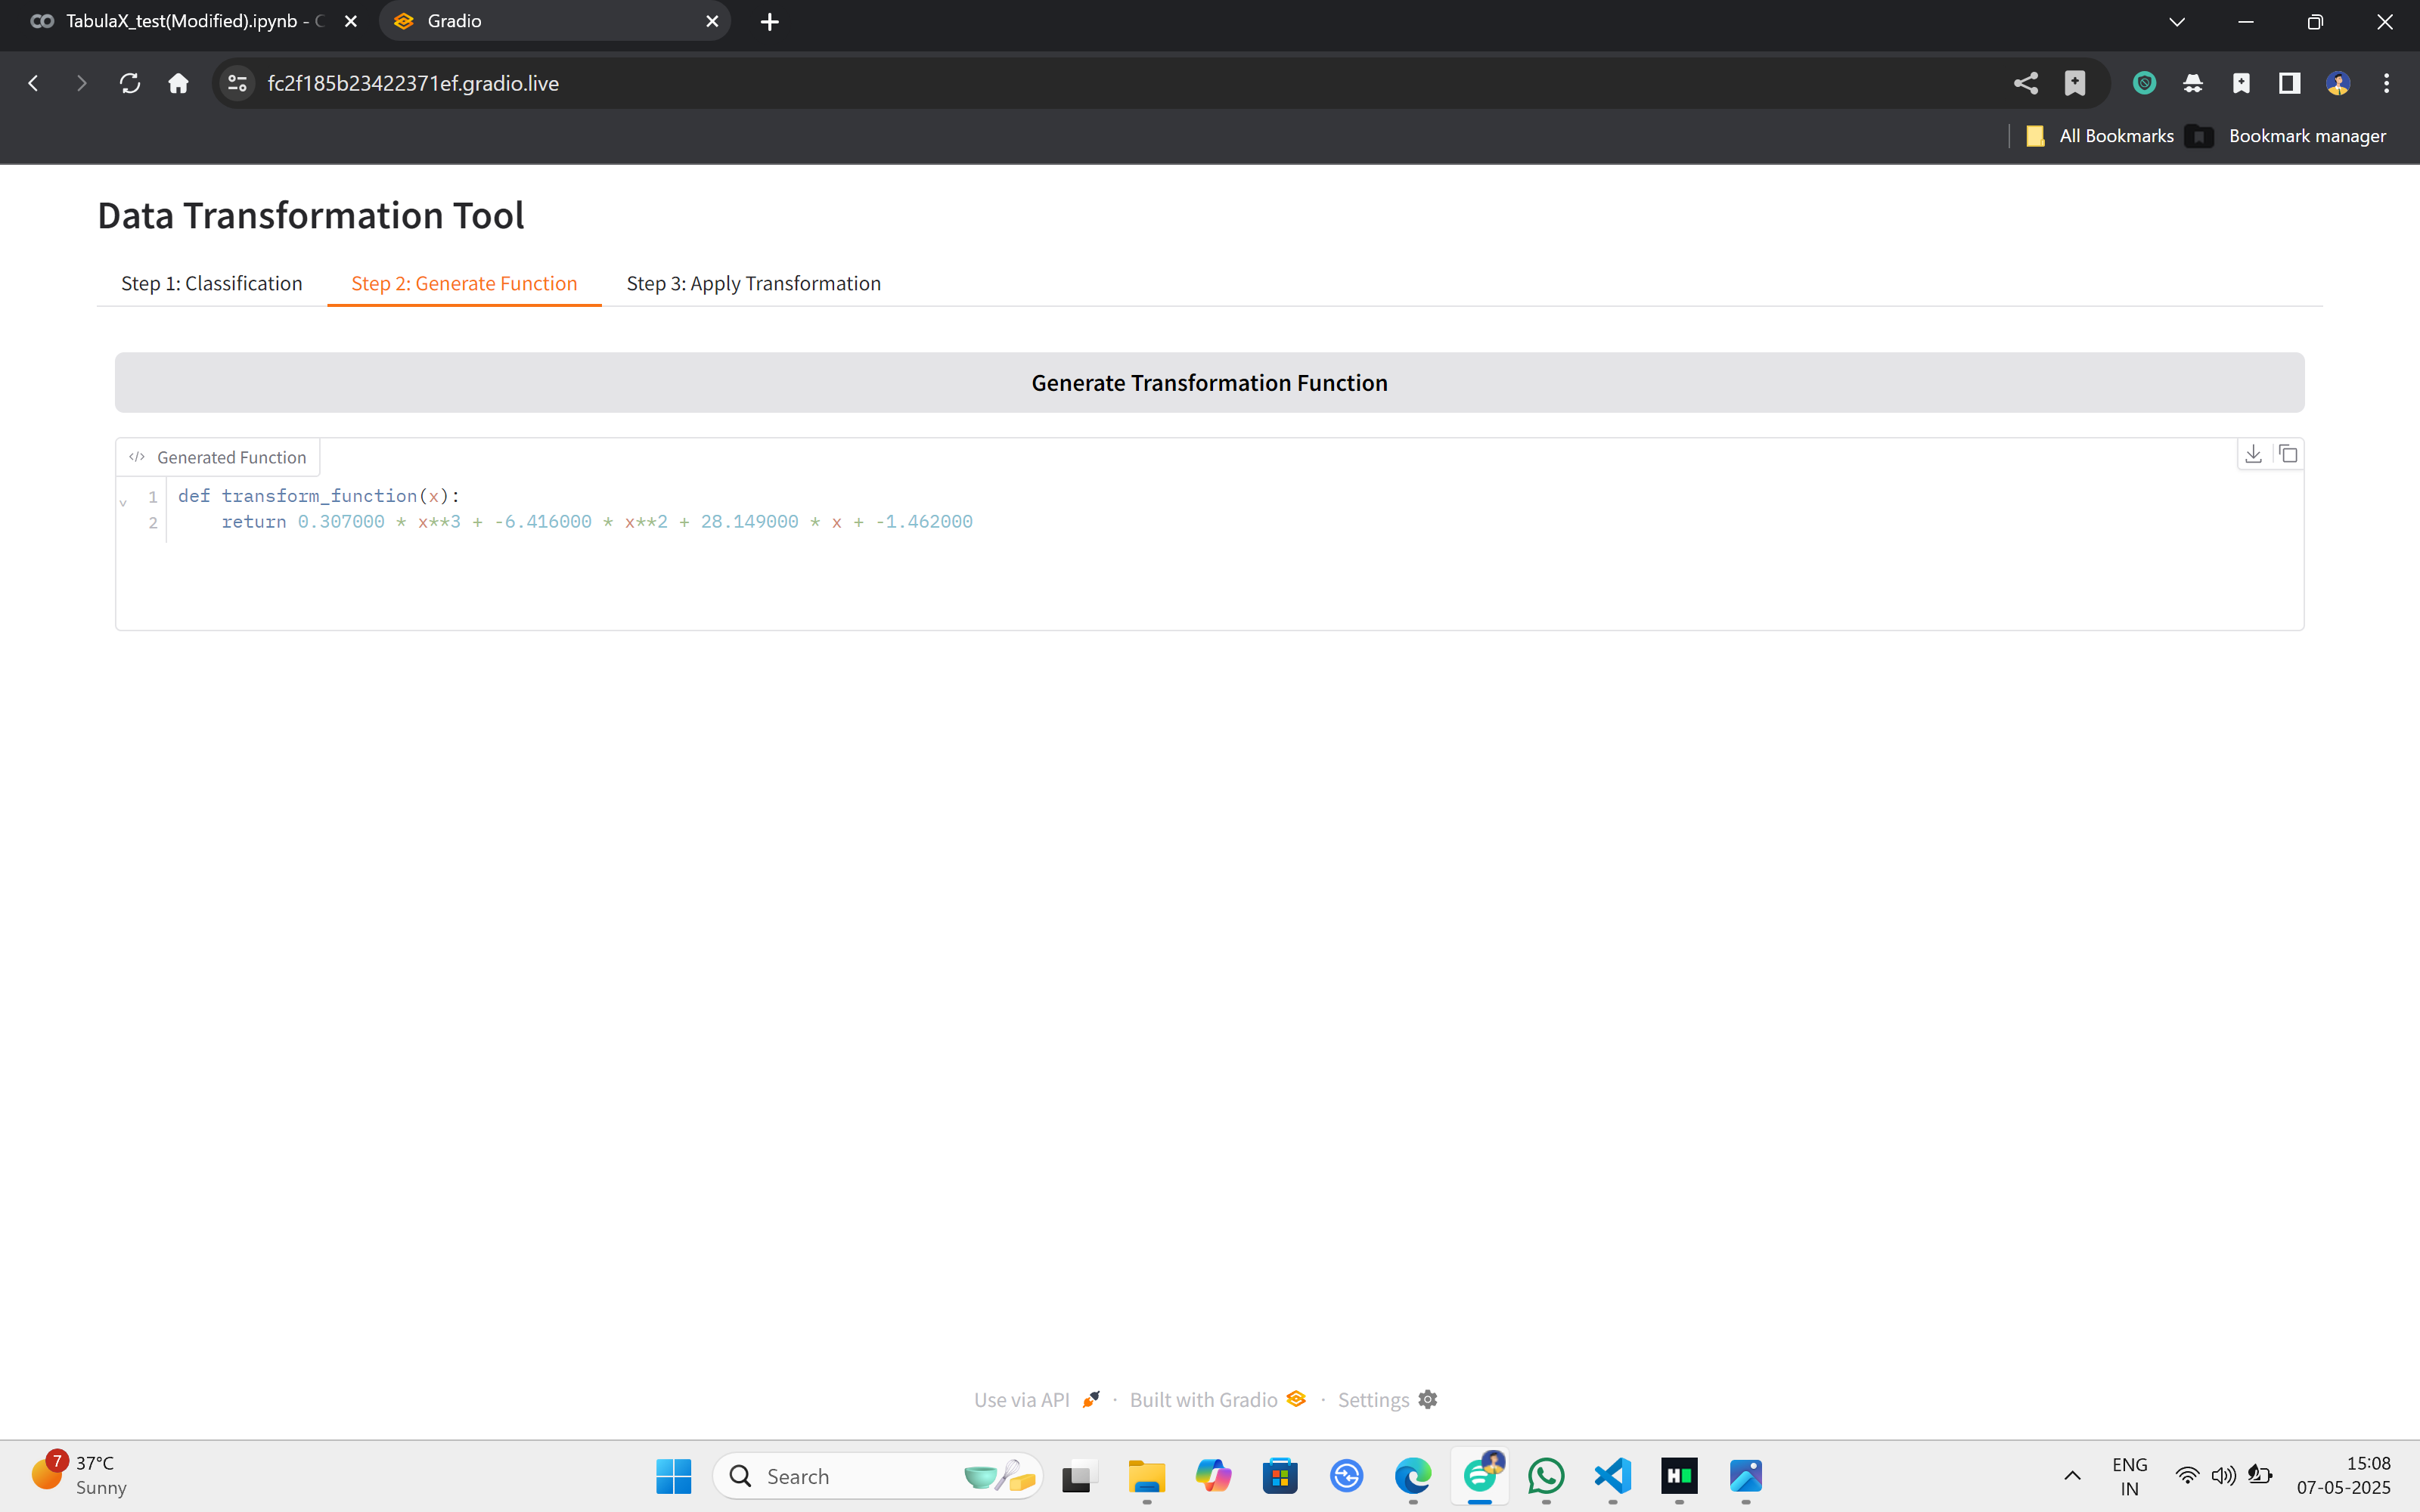 TabulaX_test(Modified).ipynb - C
Gradio
fc2f185b23422371ef.gradio.live
All Bookmarks
Bookmark manager
Data Transformation Tool
Step 1: Classification
Step 2: Generate Function
Step 3: Apply Transformation
Generate Transformation Function
</> Generated Function
1 def transform_function(x):
2 return 0.307000 * x**3 + -6.416000 * x**2 + 28.149000 * x + -1.462000
Use via API · Built with Gradio · Settings
7
37°C
Sunny
Search
ENG
IN
15:08
07-05-2025